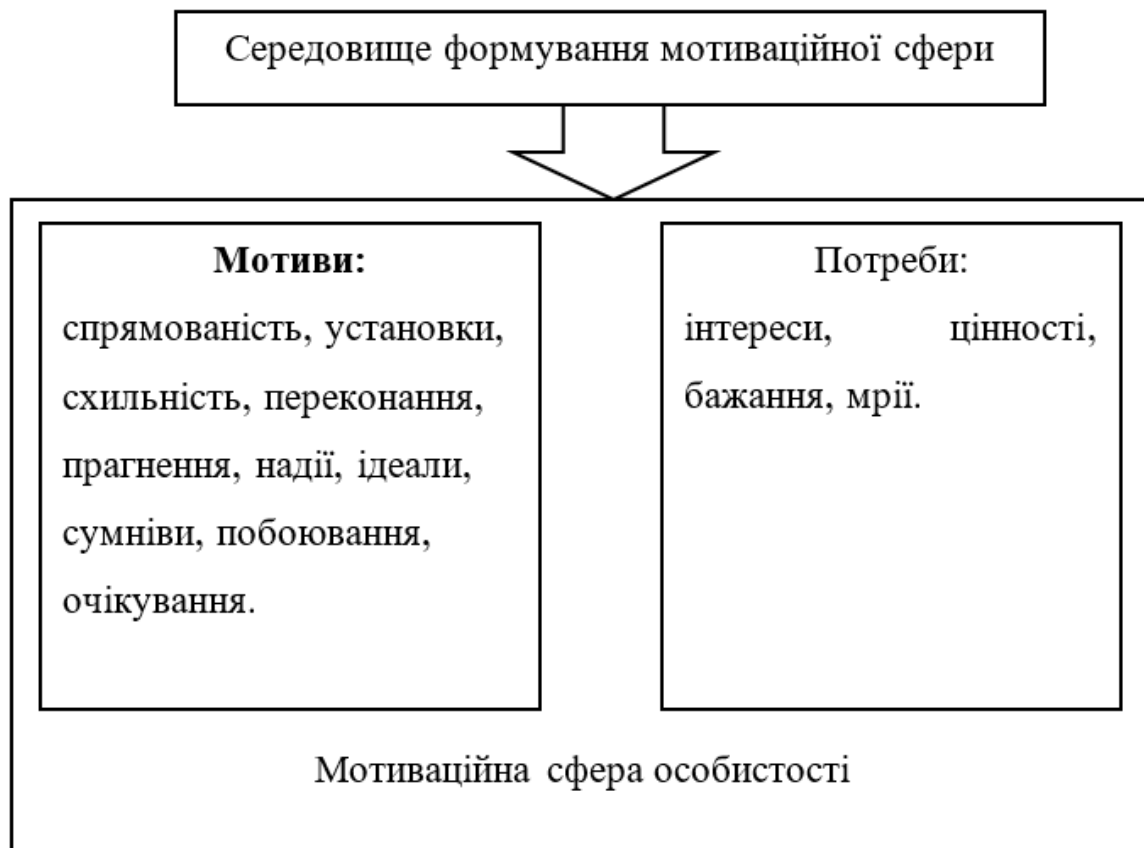 Середовище формування мотиваційної сфери
Мотиви:
спрямованість, установки,
схильність, переконання,
прагнення, надії, ідеали,
сумніви, побоювання,
очікування.
Потреби:
інтереси, цінності,
бажання, мрії.
Мотиваційна сфера особистості